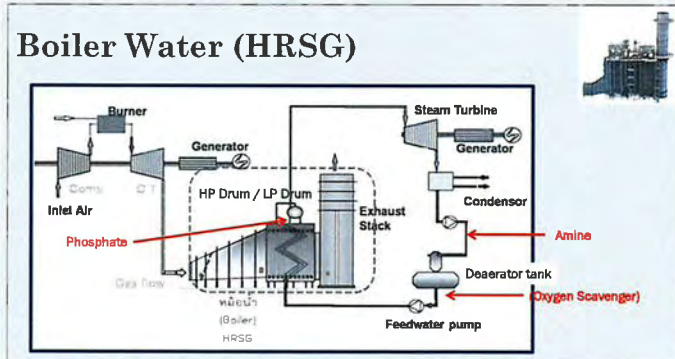 Boiler Water (HRSG)
Burner
Steam Turbine
Generator
Generator
Comp
GT
HP Drum / LP Drum
Inlet Air
Exhaust
Stack
Condensor
Phosphate
Amine
Gas flow
Deaerator tank
หม้อน้ำ
(Oxygen Scavenger)
(Boiler)
Feedwater pump
HRSG